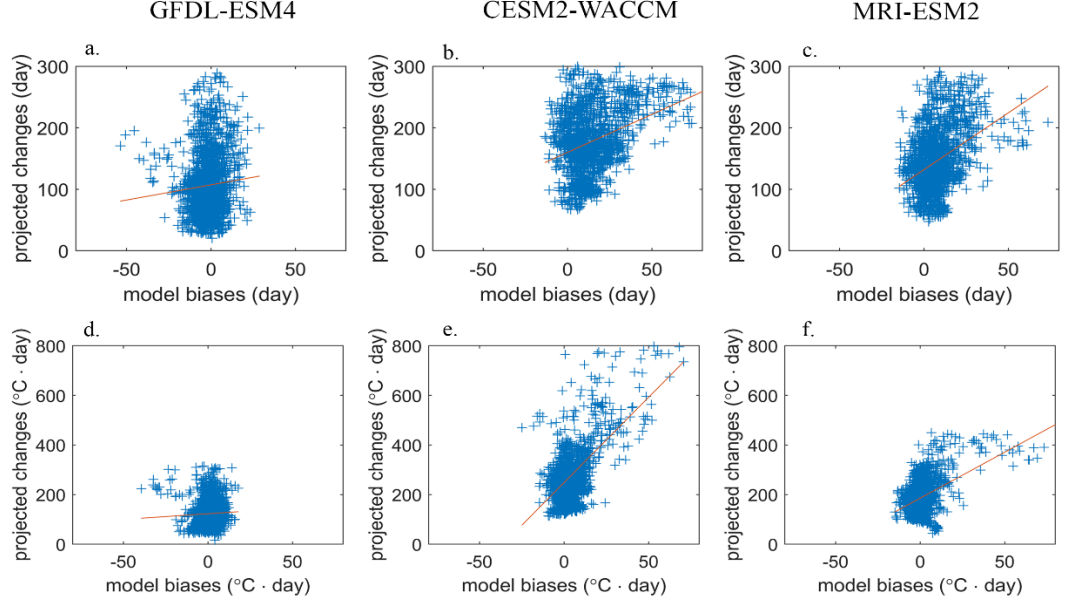 GFDL-ESM4 CESM2-WACCM MRI-ESM2
a. b. c.
projected changes (day) projected changes (day) projected changes (day)
300 300 300
200 200 200
100 100 100
0 0 0
-50 0 50 -50 0 50 -50 0 50
model biases (day) model biases (day) model biases (day)
d. e. f.
projected changes (°C · day) projected changes (°C · day) projected changes (°C · day)
800 800 800
600 600 600
400 400 400
200 200 200
0 0 0
-50 0 50 -50 0 50 -50 0 50
model biases (°C · day) model biases (°C · day) model biases (°C · day)